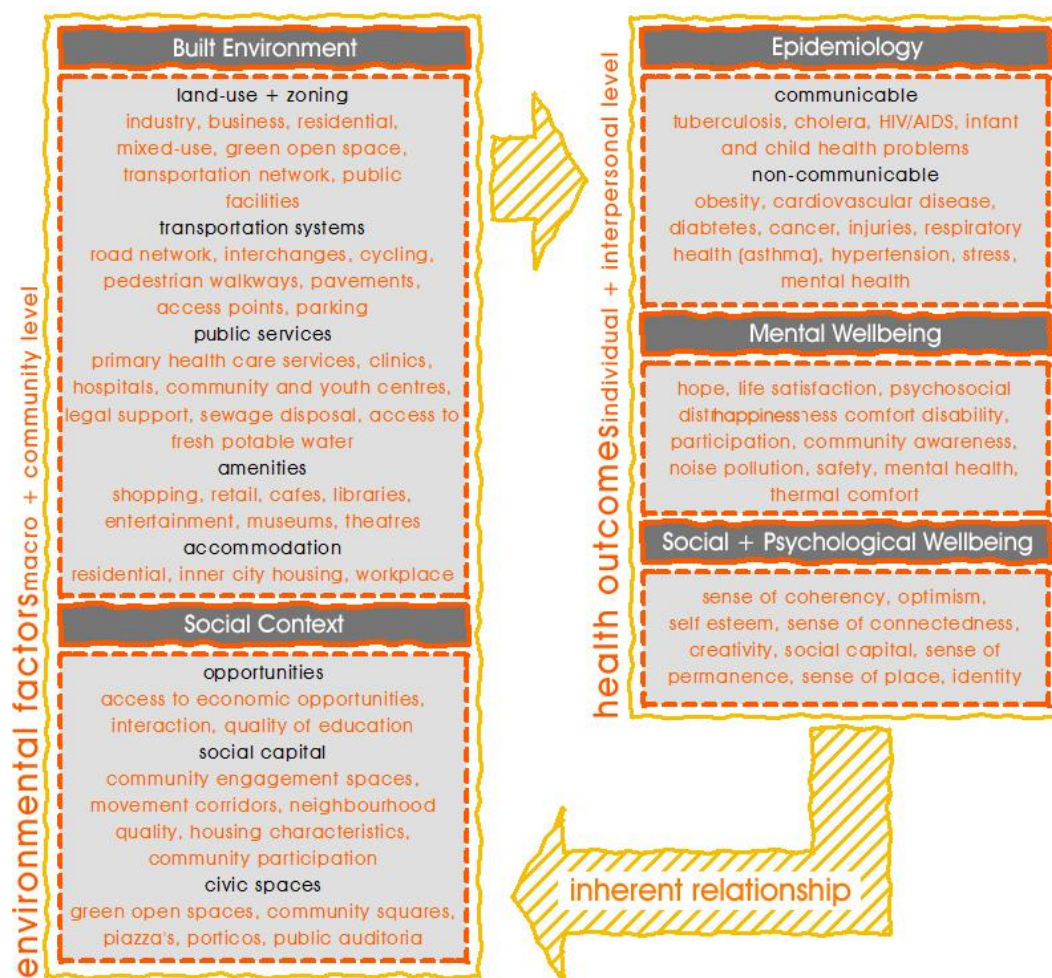 environmental factors macro + community level
Built Environment
land-use + zoning
industry, business, residential,
mixed-use, green open space,
transportation network, public
facilities
transportation systems
road network, interchanges, cycling,
pedestrian walkways, pavements,
access points, parking
public services
primary health care services, clinics,
hospitals, community and youth centres,
legal support, sewage disposal, access to
fresh potable water
amenities
shopping, retail, cafes, libraries,
entertainment, museums, theatres
accommodation
residential, inner city housing, workplace
Social Context
opportunities
access to economic opportunities,
interaction, quality of education
social capital
community engagement spaces,
movement corridors, neighbourhood
quality, housing characteristics,
community participation
civic spaces
green open spaces, community squares,
piazza's, porticos, public auditoria
health outcomes individual + interpersonal level
Epidemiology
communicable
tuberculosis, cholera, HIV/AIDS, infant
and child health problems
non-communicable
obesity, cardiovascular disease,
diabtetes, cancer, injuries, respiratory
health (asthma), hypertension, stress,
mental health
Mental Wellbeing
hope, life satisfaction, psychosocial
happiness comfort disability,
participation, community awareness,
noise pollution, safety, mental health,
thermal comfort
Social + Psychological Wellbeing
sense of coherency, optimism,
self esteem, sense of connectedness,
creativity, social capital, sense of
permanence, sense of place, identity
inherent relationship